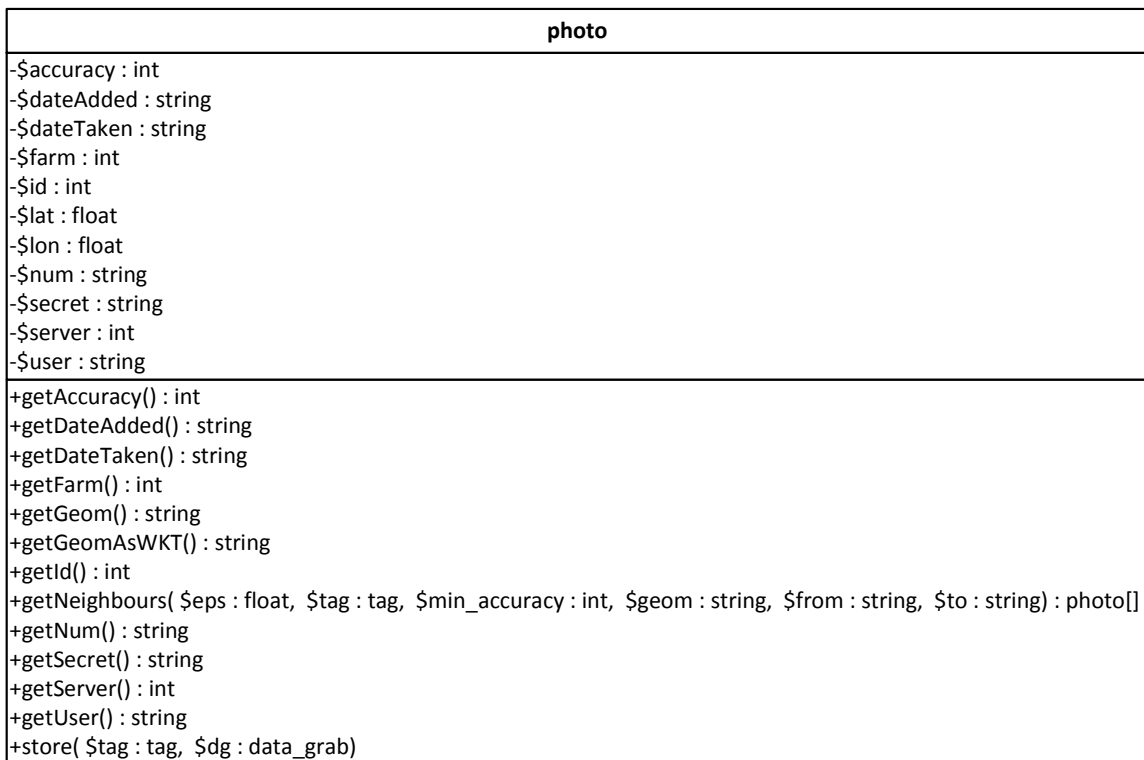 photo
-$accuracy : int
-$dateAdded : string
-$dateTaken : string
-$farm : int
-$id : int
-$lat : float
-$lon : float
-$num : string
-$secret : string
-$server : int
-$user : string
+getAccuracy() : int
+getDateAdded() : string
+getDateTaken() : string
+getFarm() : int
+getGeom() : string
+getGeomAsWKT() : string
+getId() : int
+getNeighbours( $eps : float, $tag : tag, $min_accuracy : int, $geom : string, $from : string, $to : string) : photo[]
+getNum() : string
+getSecret() : string
+getServer() : int
+getUser() : string
+store( $tag : tag, $dg : data_grab)